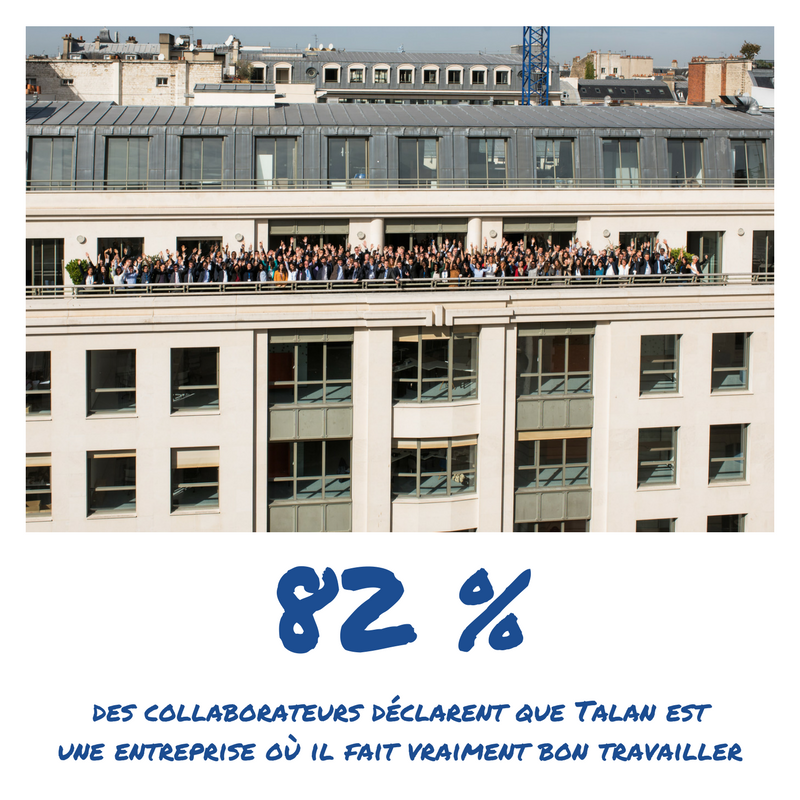 82 %
des collaborateurs déclarent que Talan est
une entreprise où il fait vraiment bon travailler